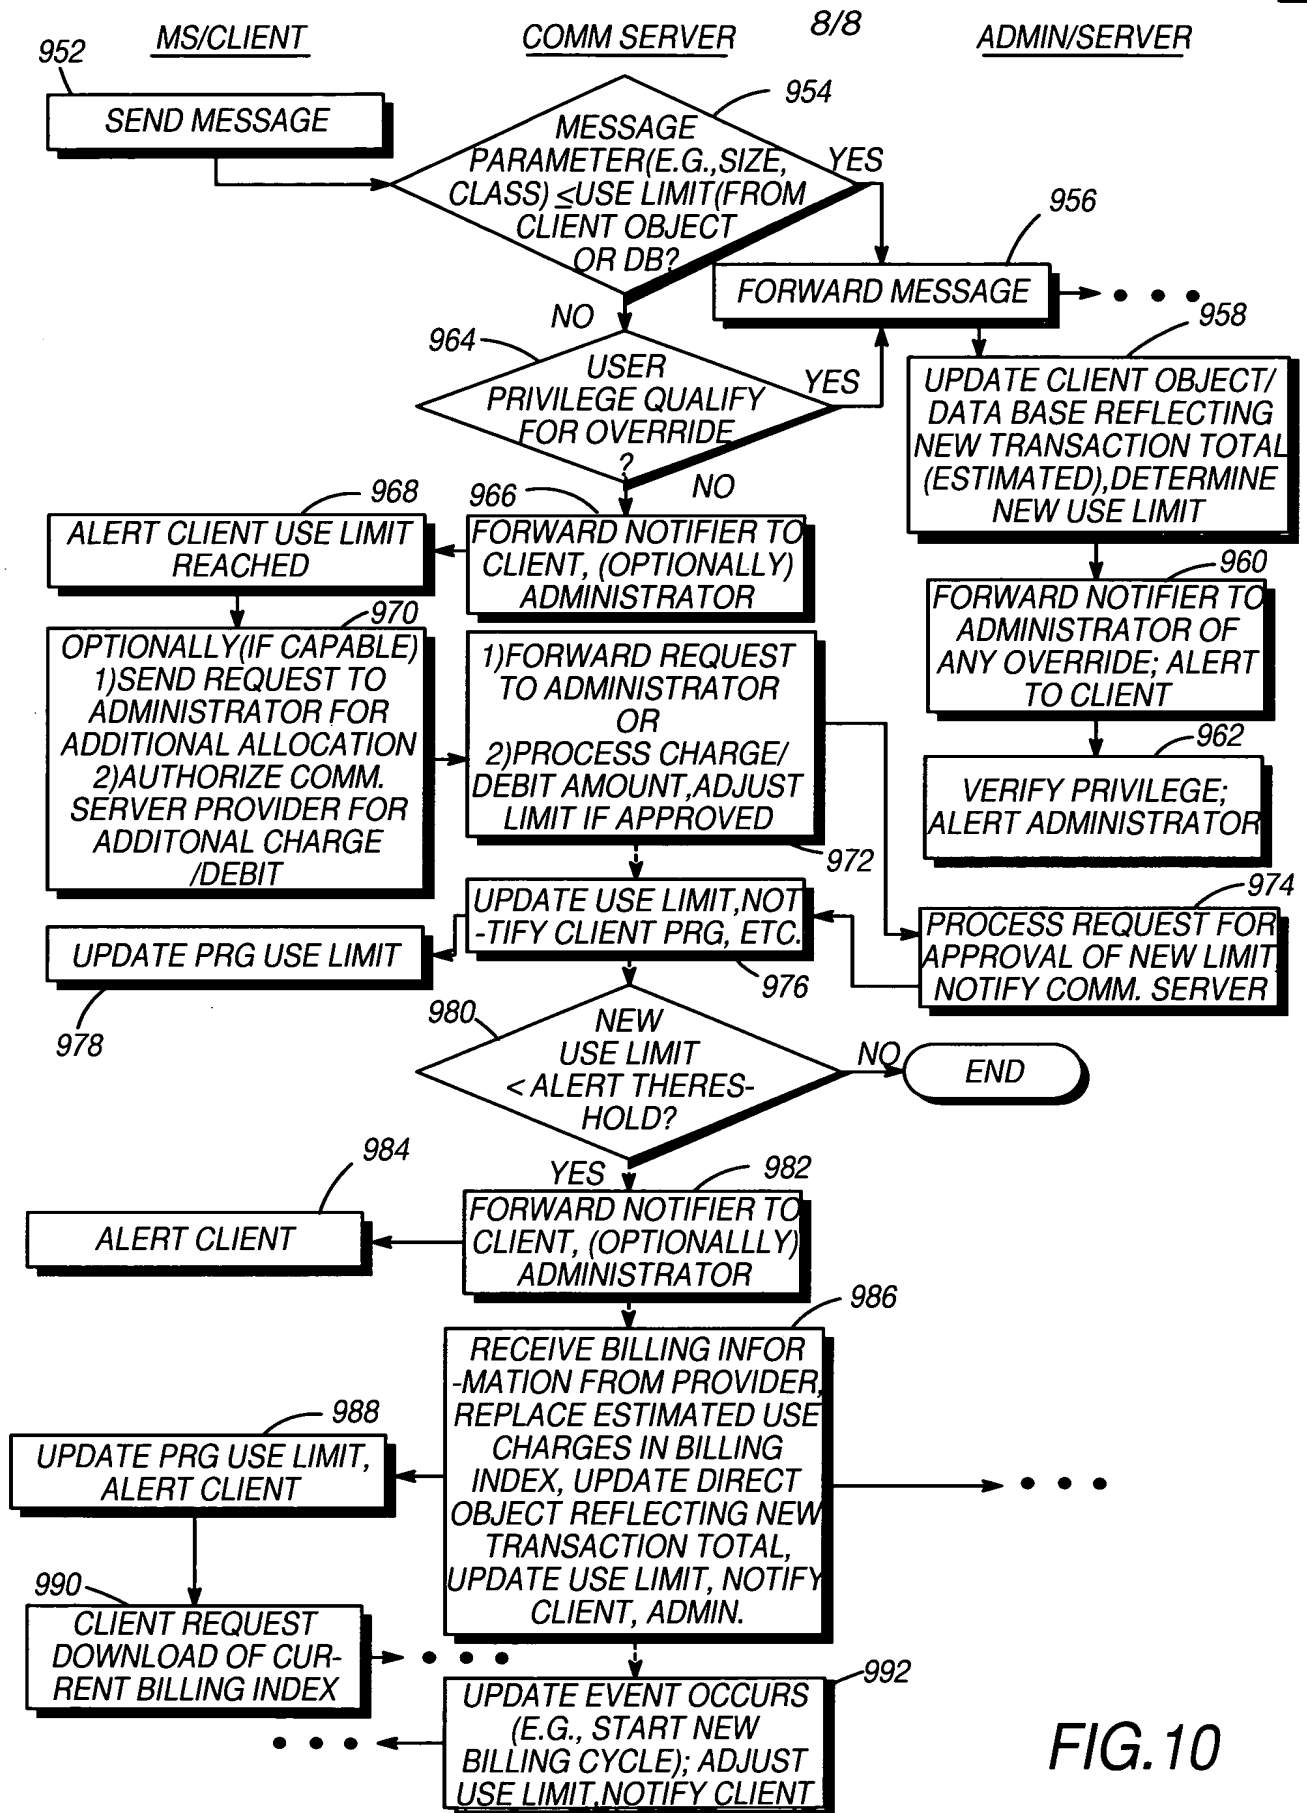 8/8
MS/CLIENT
COMM SERVER
ADMIN/SERVER
952
SEND MESSAGE
954
MESSAGE
PARAMETER(E.G.,SIZE,
CLASS) ≤USE LIMIT(FROM
CLIENT OBJECT
OR DB?
YES
NO
956
FORWARD MESSAGE
958
UPDATE CLIENT OBJECT/
DATA BASE REFLECTING
NEW TRANSACTION TOTAL
(ESTIMATED),DETERMINE
NEW USE LIMIT
964
USER
PRIVILEGE QUALIFY
FOR OVERRIDE
?
YES
NO
966
FORWARD NOTIFIER TO
CLIENT, (OPTIONALLY)
ADMINISTRATOR
968
ALERT CLIENT USE LIMIT
REACHED
960
FORWARD NOTIFIER TO
ADMINISTRATOR OF
ANY OVERRIDE; ALERT
TO CLIENT
962
VERIFY PRIVILEGE;
ALERT ADMINISTRATOR
970
OPTIONALLY(IF CAPABLE)
1)SEND REQUEST TO
ADMINISTRATOR FOR
ADDITIONAL ALLOCATION
2)AUTHORIZE COMM.
SERVER PROVIDER FOR
ADDITONAL CHARGE
/DEBIT
1)FORWARD REQUEST
TO ADMINISTRATOR
OR
2)PROCESS CHARGE/
DEBIT AMOUNT,ADJUST
LIMIT IF APPROVED
972
974
PROCESS REQUEST FOR
APPROVAL OF NEW LIMIT
NOTIFY COMM. SERVER
UPDATE USE LIMIT,NOT
-TIFY CLIENT PRG, ETC.
976
UPDATE PRG USE LIMIT
978
980
NEW
USE LIMIT
< ALERT THERES-
HOLD?
NO
END
YES
982
FORWARD NOTIFIER TO
CLIENT, (OPTIONALLLY)
ADMINISTRATOR
984
ALERT CLIENT
986
RECEIVE BILLING INFOR
-MATION FROM PROVIDER,
REPLACE ESTIMATED USE
CHARGES IN BILLING
INDEX, UPDATE DIRECT
OBJECT REFLECTING NEW
TRANSACTION TOTAL,
UPDATE USE LIMIT, NOTIFY
CLIENT, ADMIN.
988
UPDATE PRG USE LIMIT,
ALERT CLIENT
990
CLIENT REQUEST
DOWNLOAD OF CUR-
RENT BILLING INDEX
992
UPDATE EVENT OCCURS
(E.G., START NEW
BILLING CYCLE); ADJUST
USE LIMIT,NOTIFY CLIENT
FIG.10